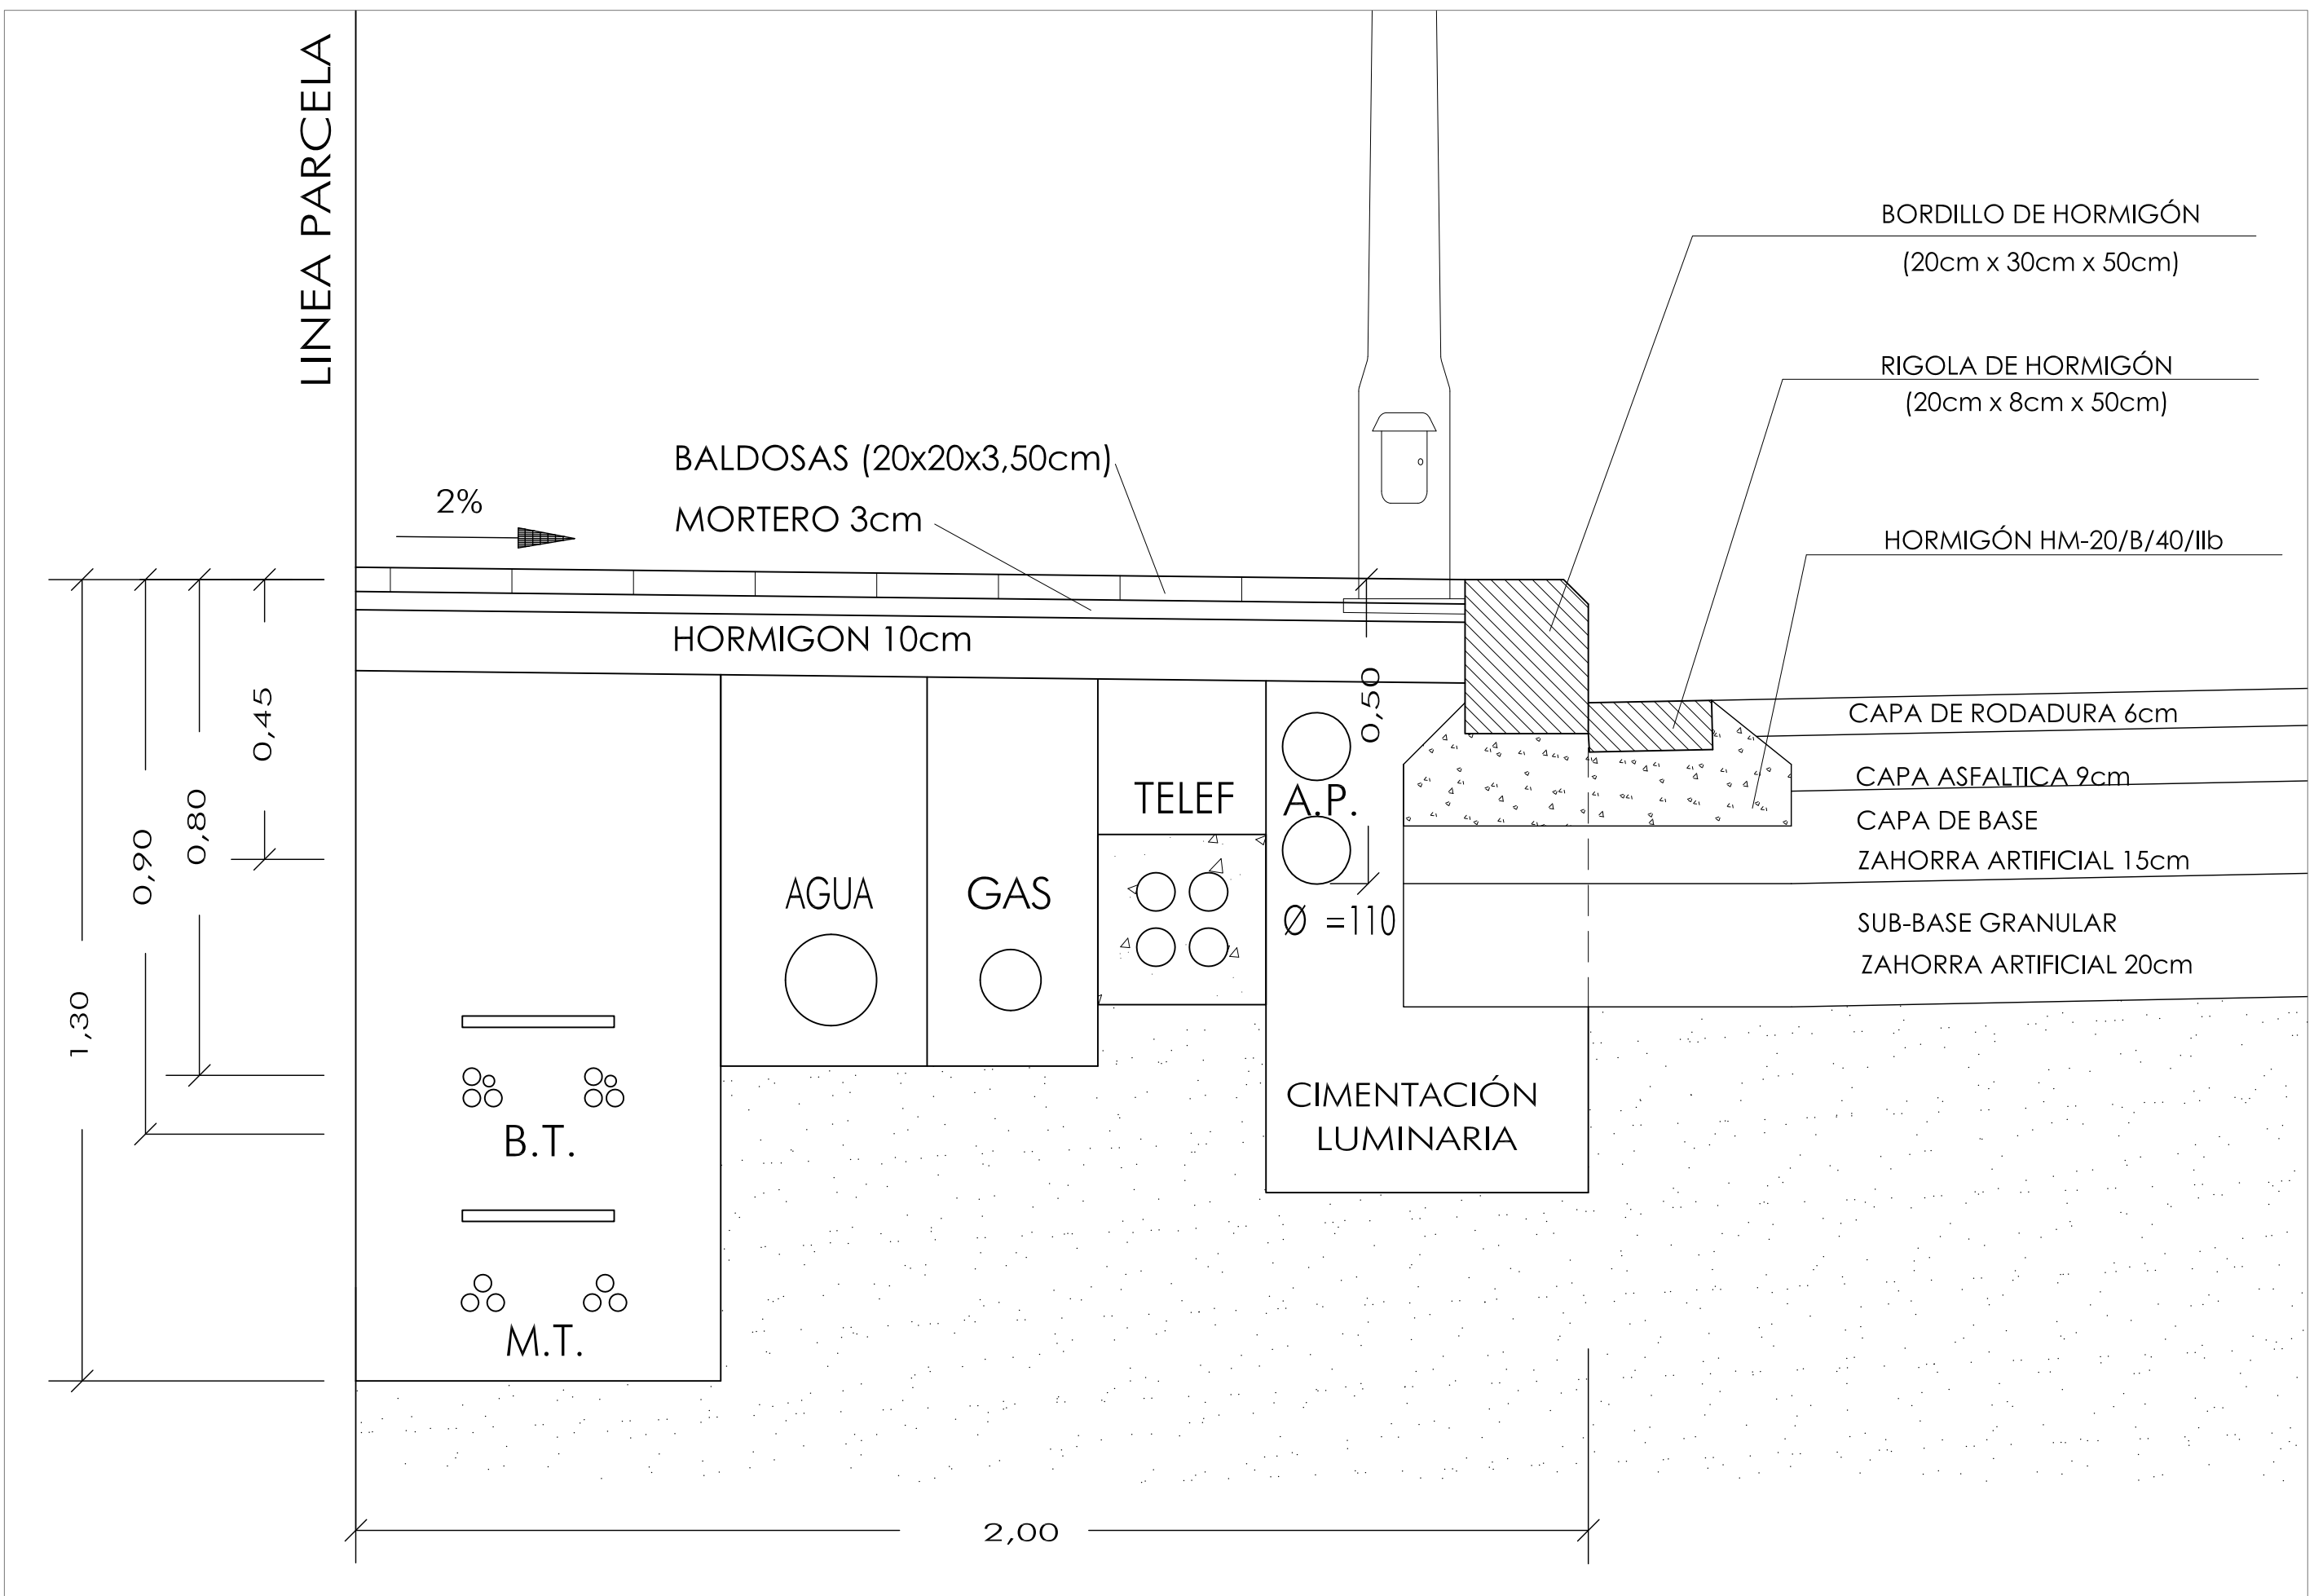 LINEA PARCELA
BORDILLO DE HORMIGÓN
(20cm x 30cm x 50cm)
RIGOLA DE HORMIGÓN
(20cm x 8cm x 50cm)
BALDOSAS (20x20x3,50cm)
2%
MORTERO 3cm
HORMIGÓN HM-20/B/40/IIb
HORMIGON 10cm
0,45
0,50
CAPA DE RODADURA 6cm
0,80
0,90
TELEF
A.P.
CAPA ASFALTICA 9cm
CAPA DE BASE
ZAHORRA ARTIFICIAL 15cm
AGUA
GAS
Ø =110
SUB-BASE GRANULAR
ZAHORRA ARTIFICIAL 20cm
1,30
CIMENTACIÓN
LUMINARIA
B.T.
M.T.
2,00